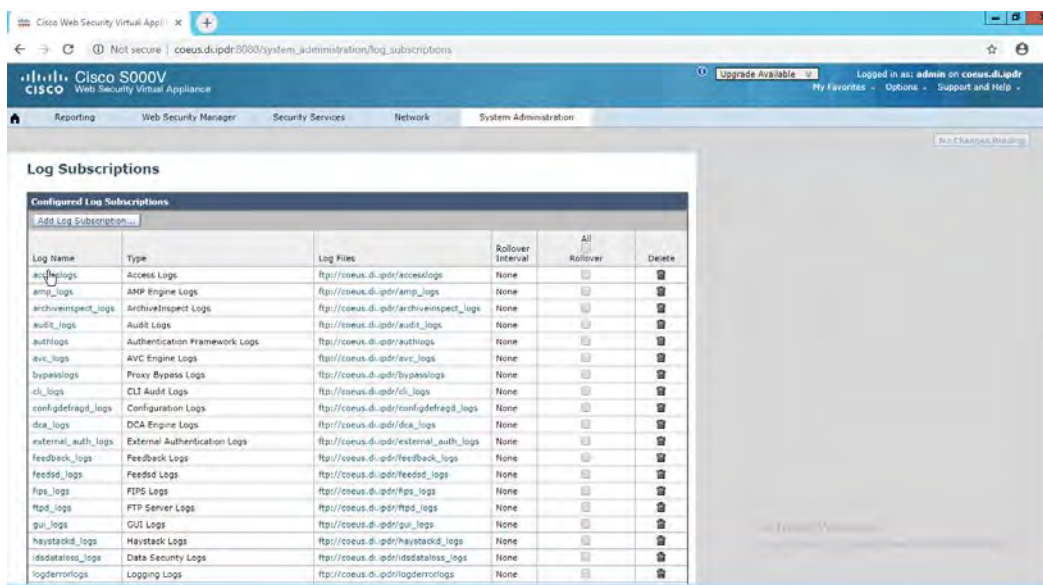 Cisco Web Security Virtual Appl
Not secure | coeus.di.ipdr:8080/system_administration/log_subscriptions
CISCO
Cisco S000V
Web Security Virtual Appliance
Upgrade Available
Logged in as: admin on coeus.di.ipdr
My Favorites Options Support and Help
Reporting Web Security Manager Security Services Network System Administration
No Changes Pending
Log Subscriptions
Configured Log Subscriptions
Add Log Subscription...
Log Name Type Log Files Rollover Interval All Rollover Delete
accesslogs Access Logs ftp://coeus.di.ipdr/accesslogs None
amp_logs AMP Engine Logs ftp://coeus.di.ipdr/amp_logs None
archiveinspect_logs ArchiveInspect Logs ftp://coeus.di.ipdr/archiveinspect_logs None
audit_logs Audit Logs ftp://coeus.di.ipdr/audit_logs None
authlogs Authentication Framework Logs ftp://coeus.di.ipdr/authlogs None
avc_logs AVC Engine Logs ftp://coeus.di.ipdr/avc_logs None
bypasslogs Proxy Bypass Logs ftp://coeus.di.ipdr/bypasslogs None
cli_logs CLI Audit Logs ftp://coeus.di.ipdr/cli_logs None
configdefragd_logs Configuration Logs ftp://coeus.di.ipdr/configdefragd_logs None
dca_logs DCA Engine Logs ftp://coeus.di.ipdr/dca_logs None
external_auth_logs External Authentication Logs ftp://coeus.di.ipdr/external_auth_logs None
feedback_logs Feedback Logs ftp://coeus.di.ipdr/feedback_logs None
feedsd_logs Feedsd Logs ftp://coeus.di.ipdr/feedsd_logs None
fips_logs FIPS Logs ftp://coeus.di.ipdr/fips_logs None
ftpd_logs FTP Server Logs ftp://coeus.di.ipdr/ftpd_logs None
gui_logs GUI Logs ftp://coeus.di.ipdr/gui_logs None
haystackd_logs Haystack Logs ftp://coeus.di.ipdr/haystackd_logs None
idsdataloss_logs Data Security Logs ftp://coeus.di.ipdr/idsdataloss_logs None
logderrorlogs Logging Logs ftp://coeus.di.ipdr/logderrorlogs None